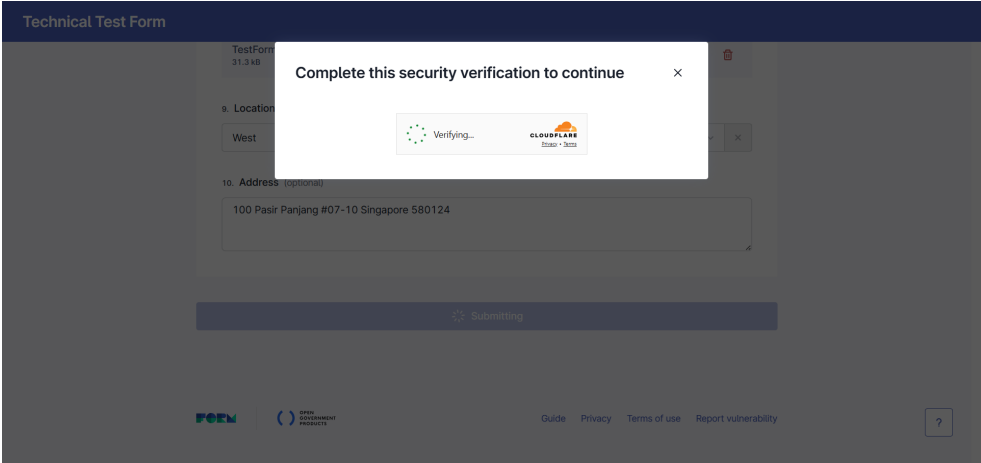 Technical Test Form
TestForm
31.3 kB
Complete this security verification to continue
Verifying...
CLOUDFLARE
Privacy • Terms
9. Location
West
10. Address (optional)
100 Pasir Panjang #07-10 Singapore 580124
Submitting
FORM
OPEN
GOVERNMENT
PRODUCTS
Guide Privacy Terms of use Report vulnerability
?